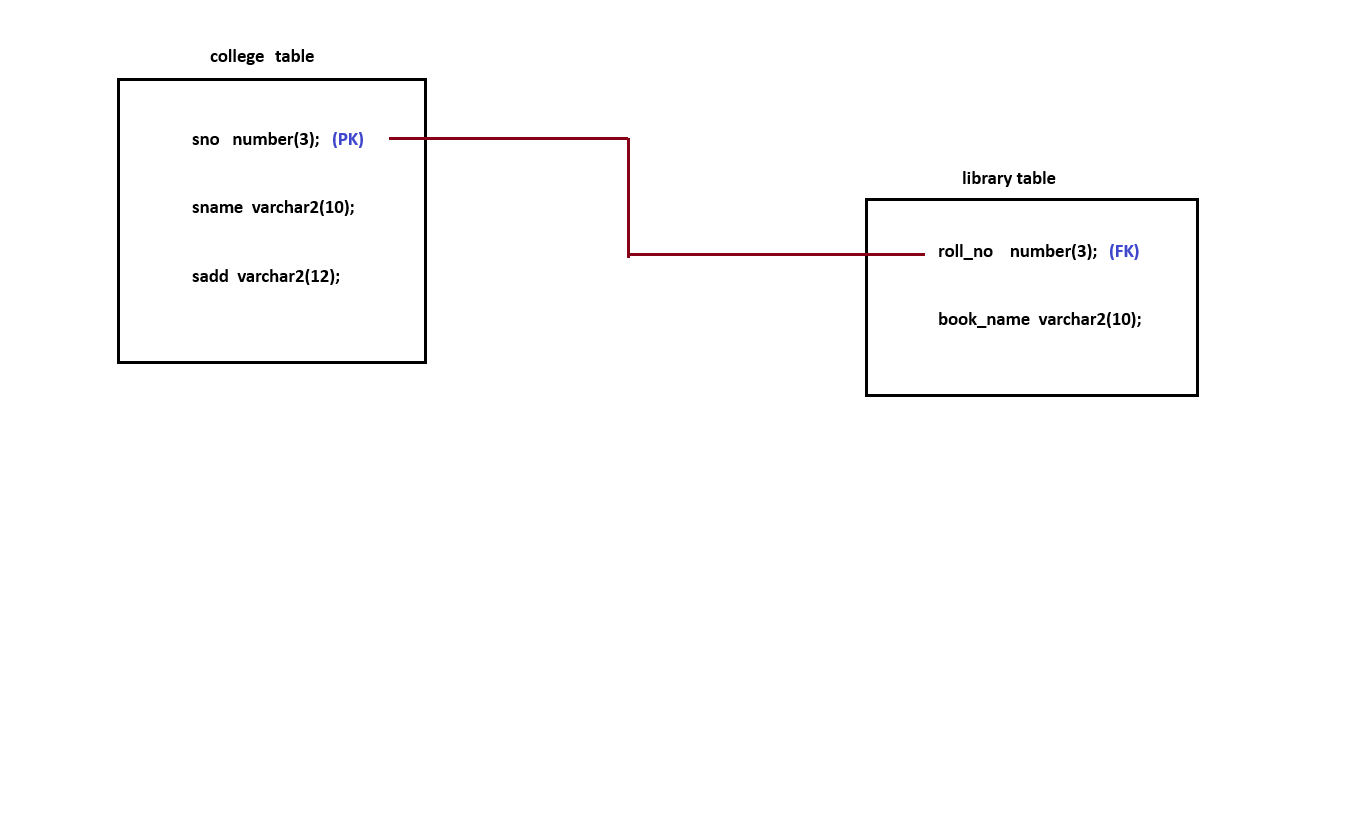 college table
sno number(3); (PK)
sname varchar2(10);
sadd varchar2(12);
library table
roll_no number(3); (FK)
book_name varchar2(10);